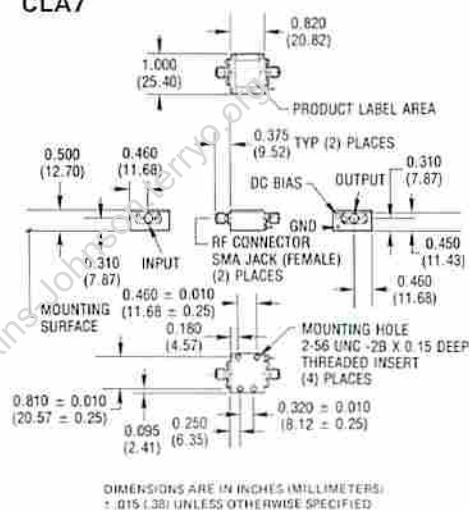 CLA7
0.820
(20.82)
1.000
(25.40)
PRODUCT LABEL AREA
0.375
(9.52)
TYP (2) PLACES
0.500
(12.70)
0.460
(11.68)
DC BIAS
OUTPUT
0.310
(7.87)
GND
RF CONNECTOR
SMA JACK (FEMALE)
(2) PLACES
0.450
(11.43)
0.310
(7.87)
INPUT
0.460
(11.68)
MOUNTING
SURFACE
0.460 ± 0.010
(11.68 ± 0.25)
0.180
(4.57)
MOUNTING HOLE
2-56 UNC -2B X 0.15 DEEP
THREADED INSERT
(4) PLACES
0.810 ± 0.010
(20.57 ± 0.25)
0.095
(2.41)
0.250
(6.35)
0.320 ± 0.010
(8.12 ± 0.25)
DIMENSIONS ARE IN INCHES (MILLIMETERS)
± .015 (.38) UNLESS OTHERWISE SPECIFIED